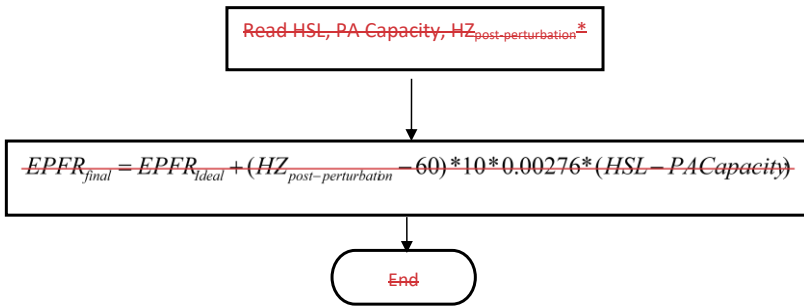 Read HSL, PA Capacity, HZpost-perturbation*
EPFRfinal = EPFRIdeal + (HZpost-perturbation - 60)*10*0.00276*(HSL-PACapacity)
End